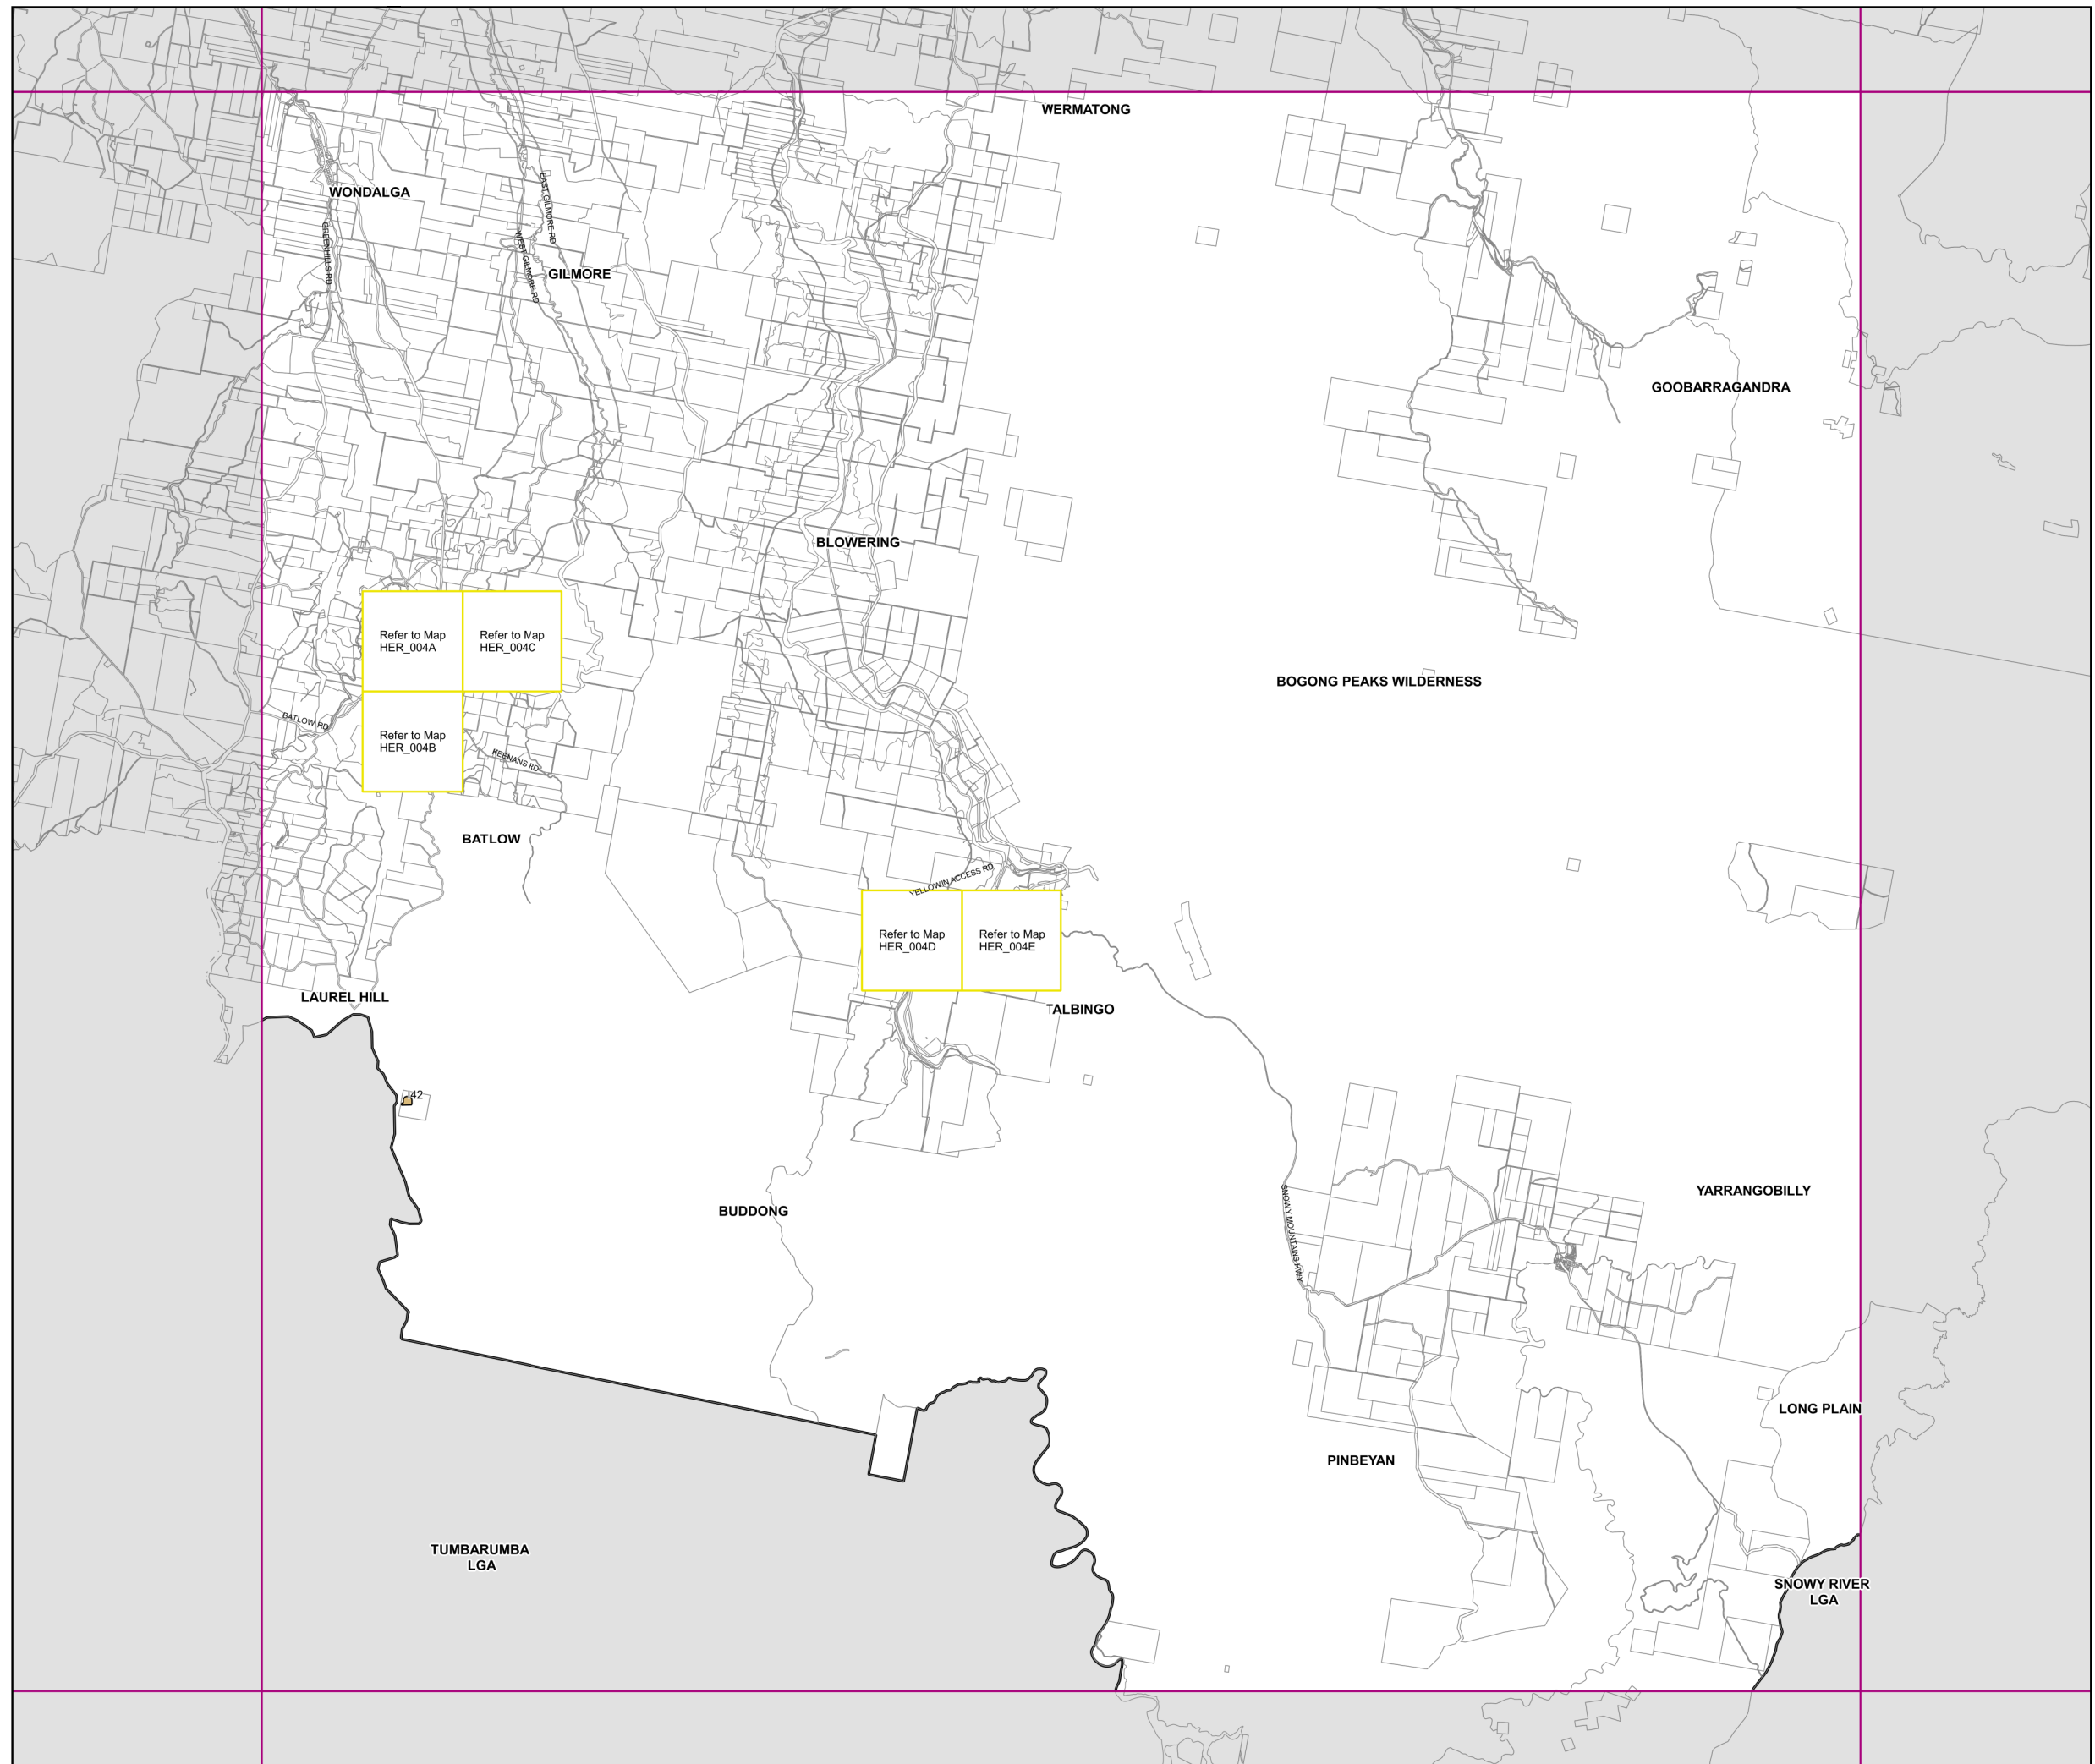 WERMATONG
WONDALGA
EAST GILMORE RD
GREENHILLS RD
WEST GILMORE RD
GILMORE
GOOBARRAGANDRA
BLOWERING
Refer to Map
HER_004A
Refer to Map
HER_004C
BOGONG PEAKS WILDERNESS
BATLOW RD
Refer to Map
HER_004B
KEENANS RD
BATLOW
YELLOWIN ACCESS RD
Refer to Map
HER_004D
Refer to Map
HER_004E
LAUREL HILL
TALBINGO
I42
YARRANGOBILLY
BUDDONG
SNOWY MOUNTAINS HWY
LONG PLAIN
PINBEYAN
TUMBARUMBA
LGA
SNOWY RIVER
LGA